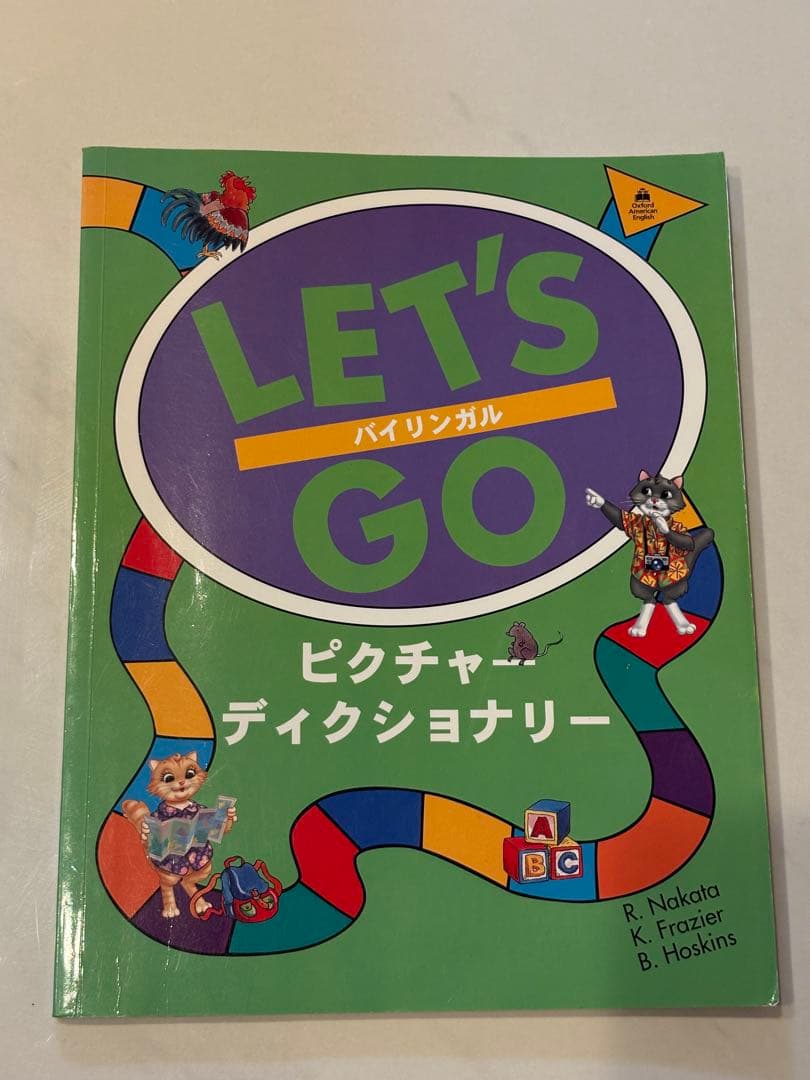 Oxford
American
English
LET'S
バイリンガル
GO
ピクチャー
ディクショナリー
A
B C
R. Nakata
K. Frazier
B. Hoskins